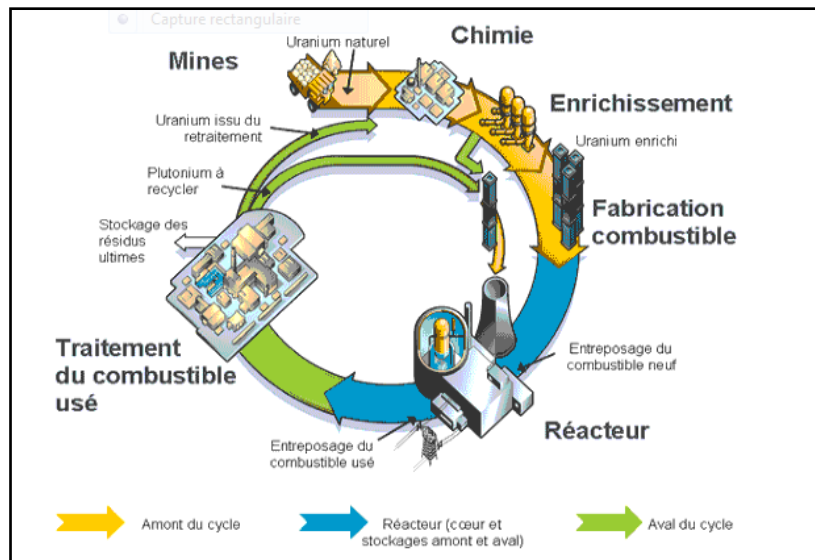 Capture rectangulaire
Chimie
Uranium naturel
Mines
Enrichissement
Uranium issu du
retraitement
Uranium enrichi
Plutonium à
recycler
Fabrication
combustible
Stockage des
résidus
ultimes
Traitement
du combustible
usé
Entreposage du
combustible neuf
Réacteur
Entreposage du
combustible usé
Amont du cycle
Réacteur (cœur et
stockages amont et aval)
Aval du cycle